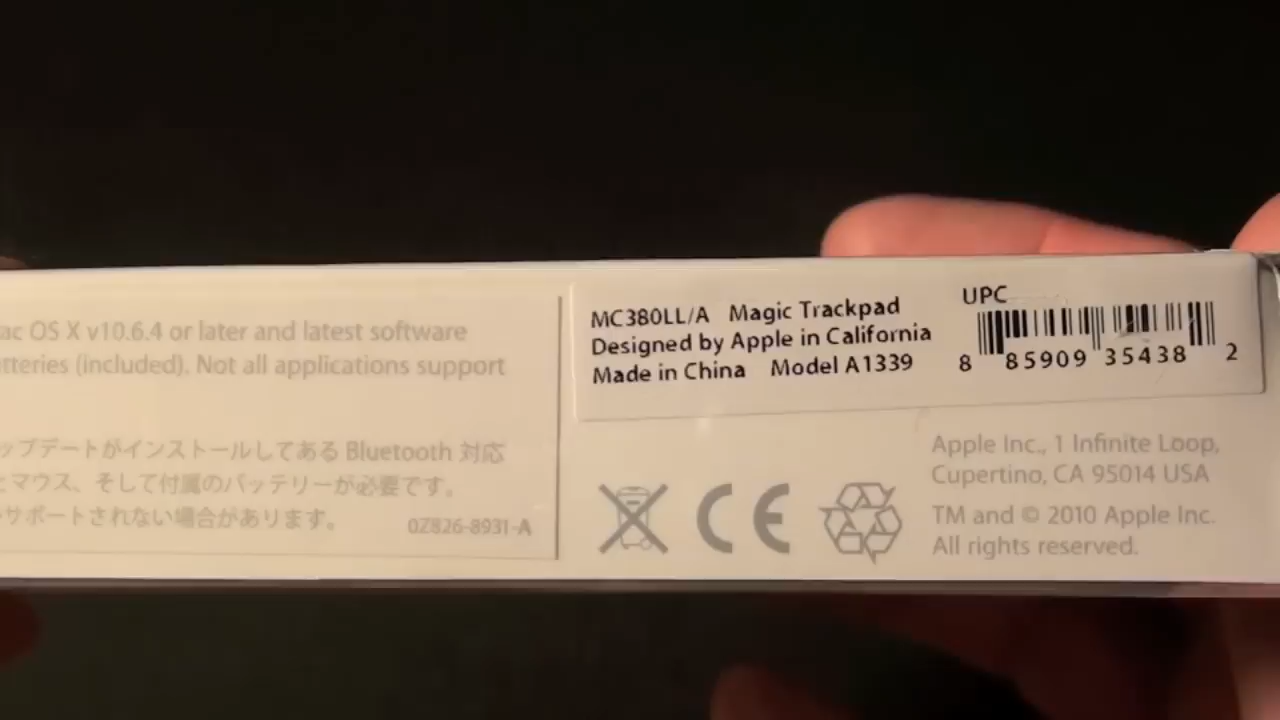 OS X v10.6.4 or later and latest software
(included). Not all applications support
ップデートがインストールしてある Bluetooth 対応
とマウス、そして付属のバッテリーが必要です。
サポートされない場合があります。
0Z826-8931-A
MC380LL/A Magic Trackpad
Designed by Apple in California
Made in China Model A1339
UPC
8 85909 35438 2
CE
Apple Inc., 1 Infinite Loop,
Cupertino, CA 95014 USA
TM and © 2010 Apple Inc.
All rights reserved.